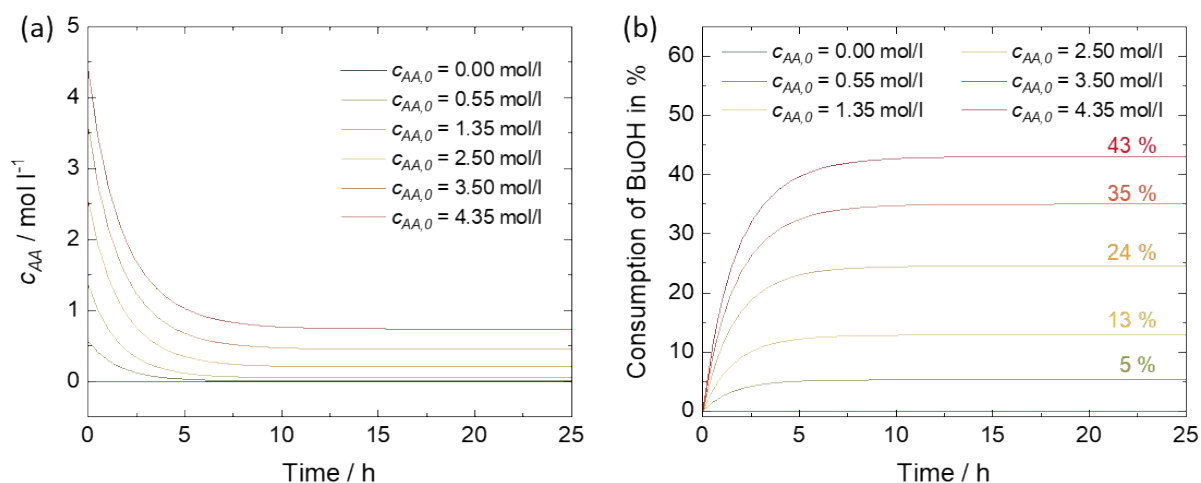 (a)
5
4
3
2
1
0
c_AA / mol l⁻¹
c_AA,0 = 0.00 mol/l
c_AA,0 = 0.55 mol/l
c_AA,0 = 1.35 mol/l
c_AA,0 = 2.50 mol/l
c_AA,0 = 3.50 mol/l
c_AA,0 = 4.35 mol/l
0 5 10 15 20 25
Time / h
(b)
60
50
40
30
20
10
0
Consumption of BuOH in %
c_AA,0 = 0.00 mol/l c_AA,0 = 2.50 mol/l
c_AA,0 = 0.55 mol/l c_AA,0 = 3.50 mol/l
c_AA,0 = 1.35 mol/l c_AA,0 = 4.35 mol/l
43 %
35 %
24 %
13 %
5 %
0 5 10 15 20 25
Time / h